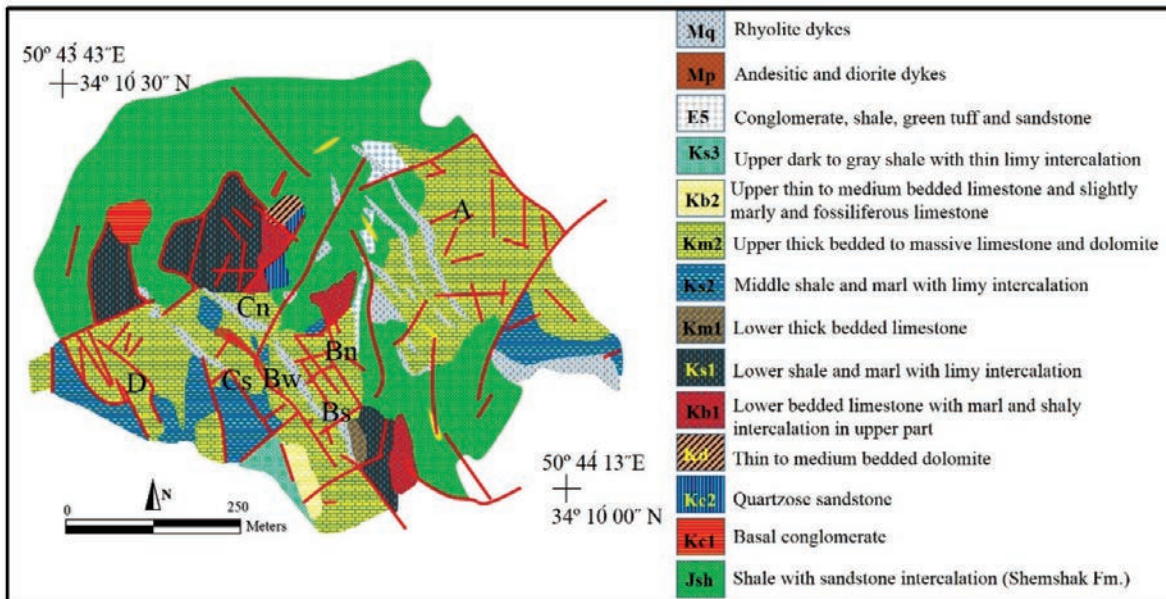 50º 43́ 43˝E
34º 10́ 30˝ N
A
Cn
Bn
D
Cs
Bw
Bs
50º 44́ 13˝E
34º 10́ 00˝ N
N
0
250
Meters
Mq Rhyolite dykes
Mp Andesitic and diorite dykes
E5 Conglomerate, shale, green tuff and sandstone
Ks3 Upper dark to gray shale with thin limy intercalation
Kb2 Upper thin to medium bedded limestone and slightly
marly and fossiliferous limestone
Km2 Upper thick bedded to massive limestone and dolomite
Ks2 Middle shale and marl with limy intercalation
Km1 Lower thick bedded limestone
Ks1 Lower shale and marl with limy intercalation
Kb1 Lower bedded limestone with marl and shaly
intercalation in upper part
Kd Thin to medium bedded dolomite
Kc2 Quartzose sandstone
Kc1 Basal conglomerate
Jsh Shale with sandstone intercalation (Shemshak Fm.)